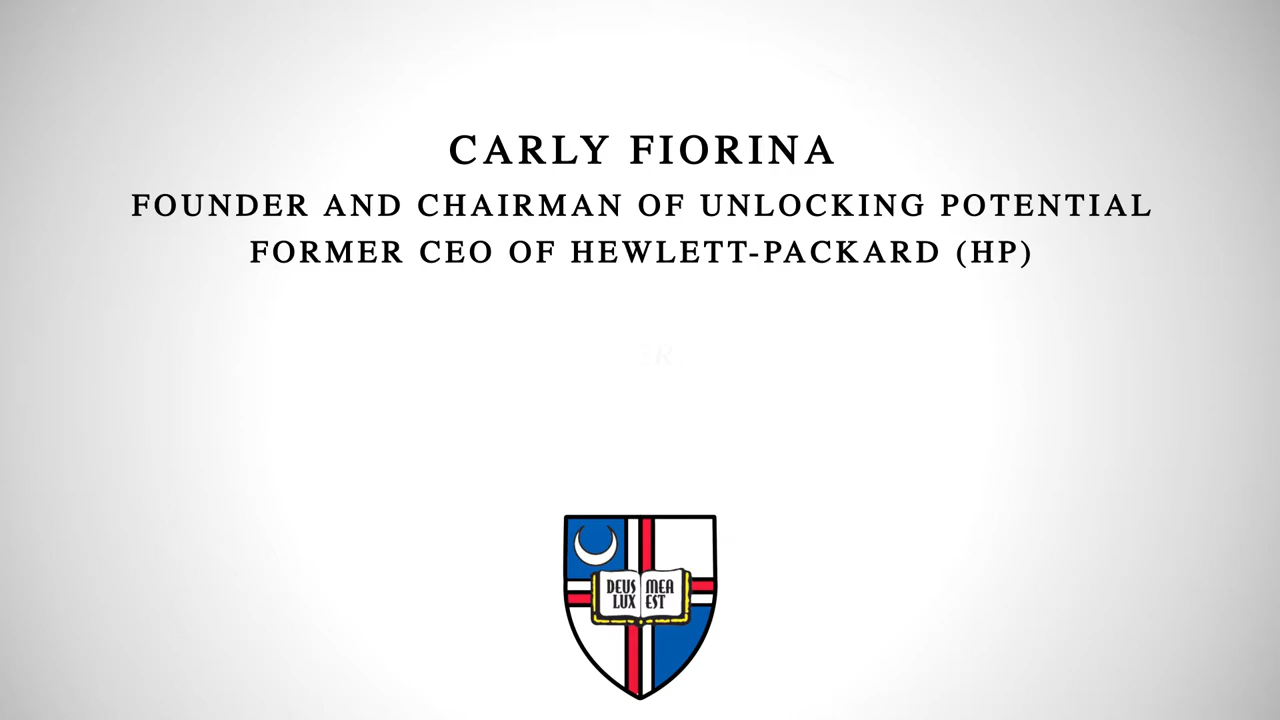 CARLY FIORINA
FOUNDER AND CHAIRMAN OF UNLOCKING POTENTIAL
FORMER CEO OF HEWLETT-PACKARD (HP)
DEUS MEA
LUX EST